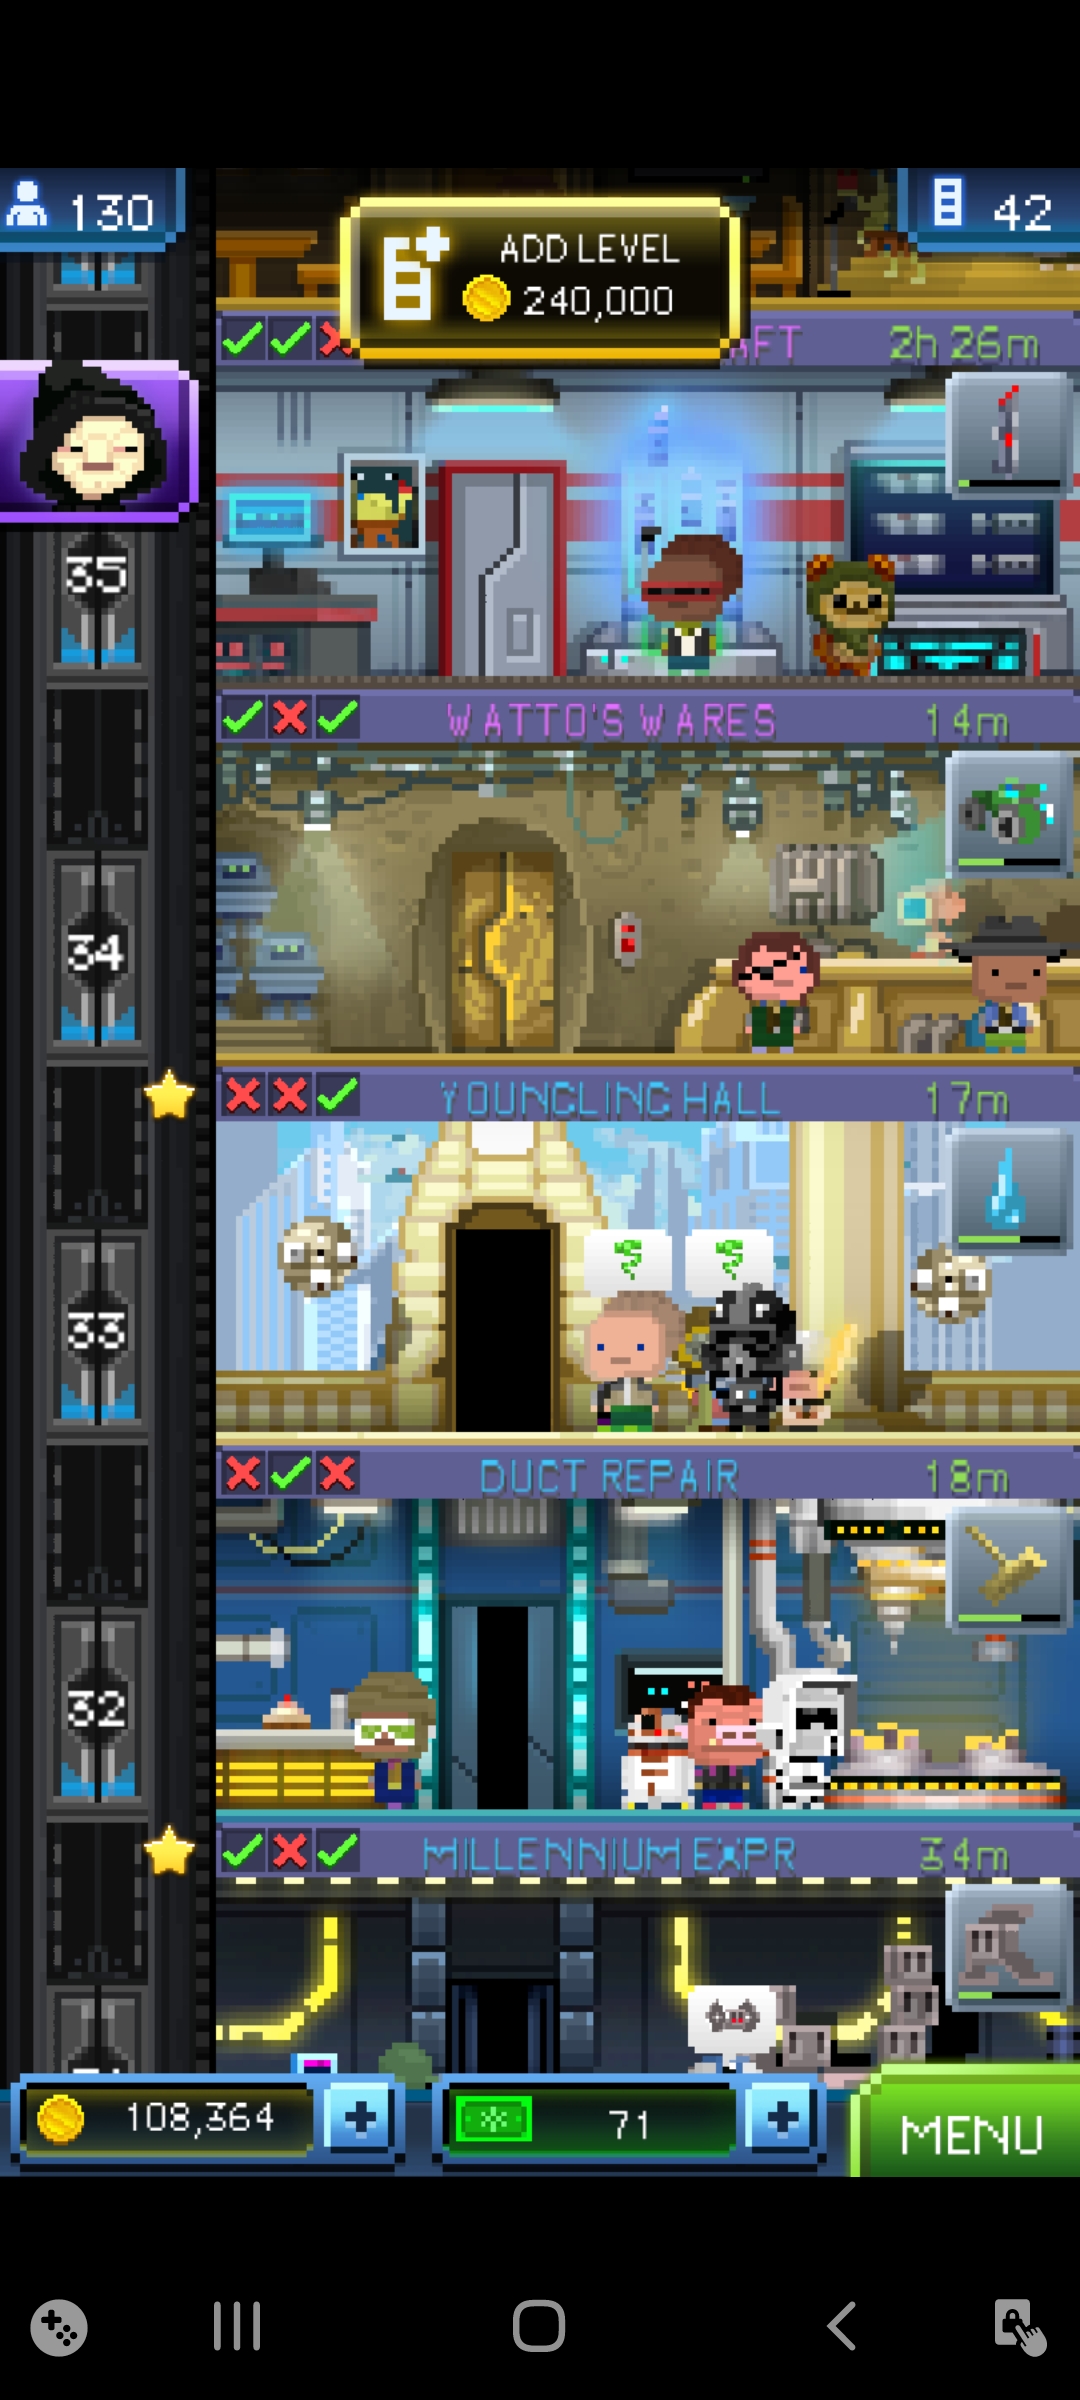 130
42
ADD LEVEL
240,000
AFT 2h 26m
35
WATTO'S WARES 14m
34
YOUNGLING HALL 17m
33
DUCT REPAIR 18m
32
MILLENNIUM EXPR 34m
108,364
71
MENU